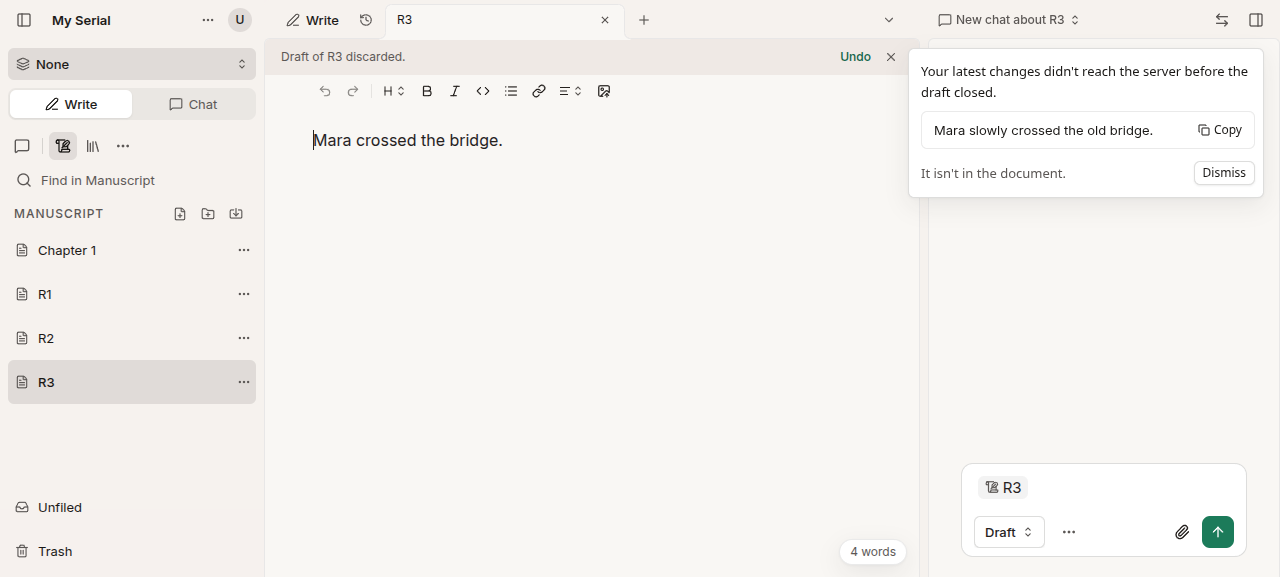 My Serial
U
None
Write
Chat
Find in Manuscript
MANUSCRIPT
Chapter 1
R1
R2
R3
Unfiled
Trash
Write
R3
Draft of R3 discarded.
Undo
H
B
I
Mara crossed the bridge.
4 words
New chat about R3
Your latest changes didn't reach the server before the
draft closed.
Mara slowly crossed the old bridge.
Copy
It isn't in the document.
Dismiss
R3
Draft